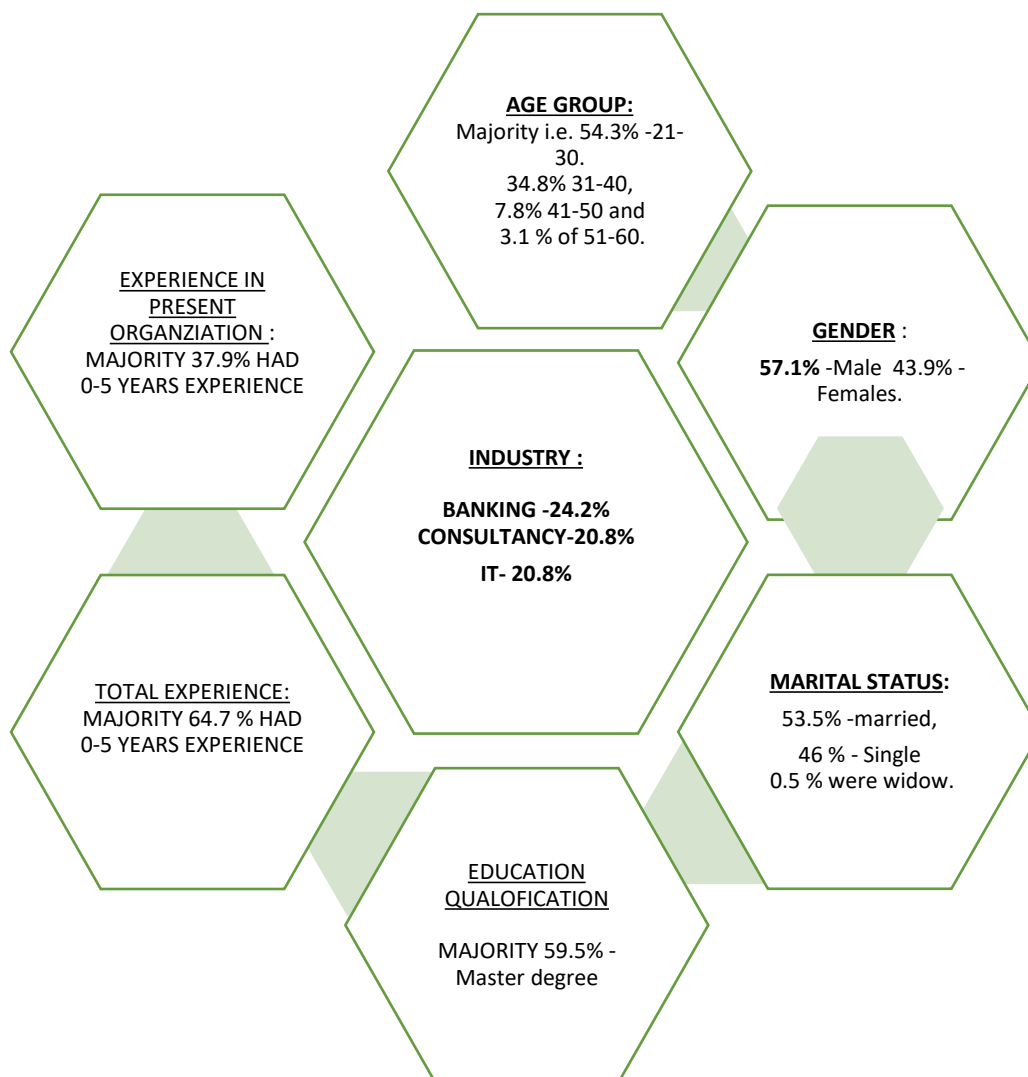 AGE GROUP:
Majority i.e. 54.3% -21-
30.
34.8% 31-40,
7.8% 41-50 and
3.1 % of 51-60.
EXPERIENCE IN
PRESENT
ORGANZIATION :
MAJORITY 37.9% HAD
0-5 YEARS EXPERIENCE
GENDER :
57.1% -Male 43.9% -
Females.
INDUSTRY :
BANKING -24.2%
CONSULTANCY-20.8%
IT- 20.8%
TOTAL EXPERIENCE:
MAJORITY 64.7 % HAD
0-5 YEARS EXPERIENCE
MARITAL STATUS:
53.5% -married,
46 % - Single
0.5 % were widow.
EDUCATION
QUALOFICATION
MAJORITY 59.5% -
Master degree